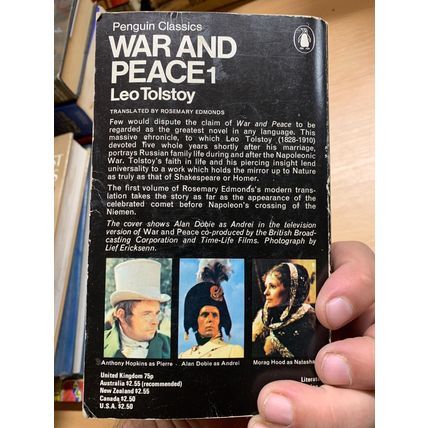 Penguin Classics
WAR AND
PEACE 1
Leo Tolstoy
TRANSLATED BY ROSEMARY EDMONDS
Few would dispute the claim of War and Peace to be
regarded as the greatest novel in any language. This
massive chronicle, to which Leo Tolstoy (1828-1910)
devoted five whole years shortly after his marriage,
portrays Russian family life during and after the Napoleonic
War. Tolstoy's faith in life and his piercing insight lend
universality to a work which holds the mirror up to Nature
as truly as that of Shakespeare or Homer.
The first volume of Rosemary Edmonds's modern trans-
lation takes the story as far as the appearance of the
celebrated comet before Napoleon's crossing of the
Niemen.
The cover shows Alan Dobie as Andrei in the television
version of War and Peace co-produced by the British Broad-
casting Corporation and Time-Life Films. Photograph by
Lief Ericksenn.
Anthony Hopkins as Pierre
Alan Dobie as Andrei
Morag Hood as Natasha
United Kingdom 75p
Australia $2.55 (recommended)
New Zealand $2.55
Canada $2.50
U.S.A. $2.50